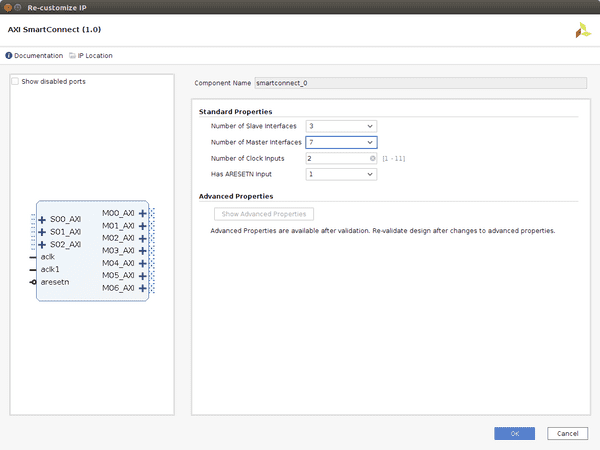 Re-customize IP
AXI SmartConnect (1.0)
Documentation IP Location
Show disabled ports
Component Name smartconnect_0
Standard Properties
Number of Slave Interfaces 3
Number of Master Interfaces 7
Number of Clock Inputs 2 [1 - 11]
Has ARESETN Input 1
Advanced Properties
Show Advanced Properties
Advanced Properties are available after validation. Re-validate design after changes to advanced properties.
S00_AXI
S01_AXI
S02_AXI
aclk
aclk1
aresetn
M00_AXI
M01_AXI
M02_AXI
M03_AXI
M04_AXI
M05_AXI
M06_AXI
OK Cancel